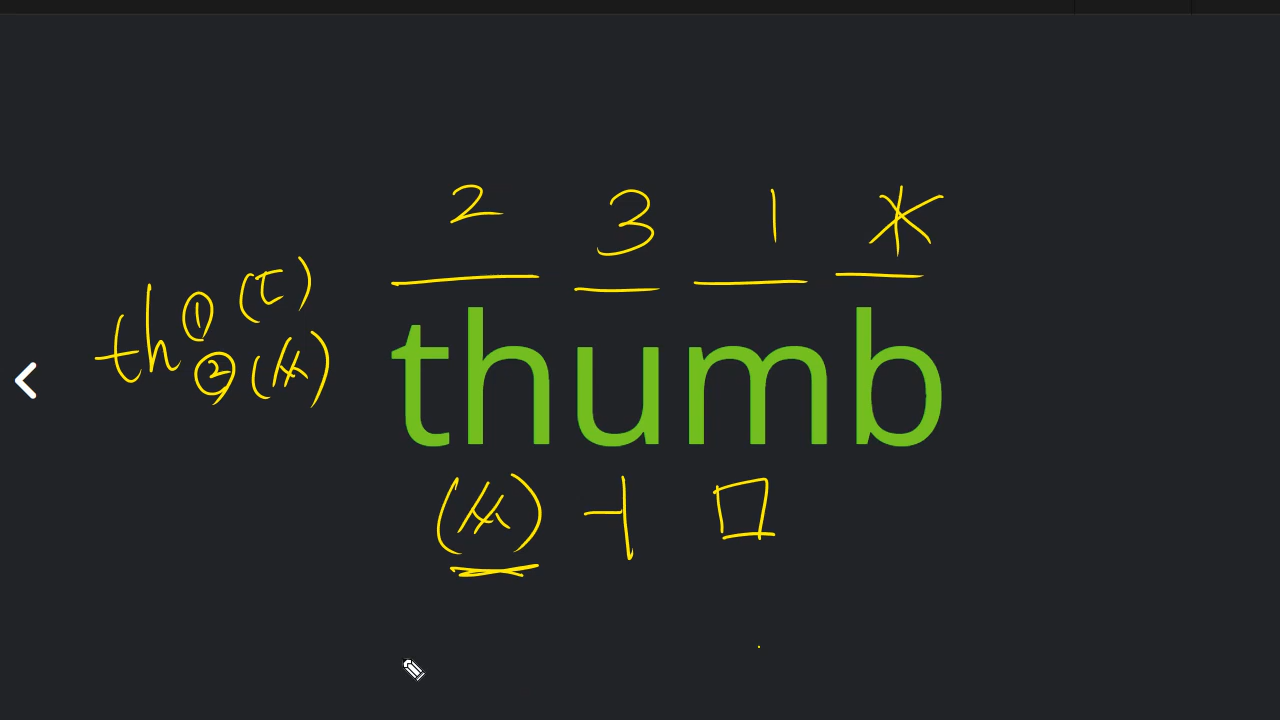 2 3 1 *
th ① (ㄷ)
② (ㅆ)
thumb
(ㅆ) ㅓ ㅁ